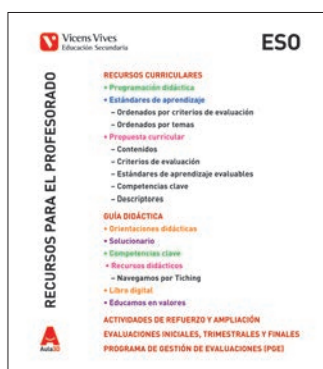 Vicens Vives
Educación Secundaria
ESO
RECURSOS PARA EL PROFESORADO
RECURSOS CURRICULARES
• Programación didáctica
• Estándares de aprendizaje
– Ordenados por criterios de evaluación
– Ordenados por temas
• Propuesta curricular
– Contenidos
– Criterios de evaluación
– Estándares de aprendizaje evaluables
– Competencias clave
– Descriptores
GUÍA DIDÁCTICA
• Orientaciones didácticas
• Solucionario
• Competencias clave
• Recursos didácticos
– Navegamos por Tiching
• Libro digital
• Educamos en valores
ACTIVIDADES DE REFUERZO Y AMPLIACIÓN
EVALUACIONES INICIALES, TRIMESTRALES Y FINALES
PROGRAMA DE GESTIÓN DE EVALUACIONES (PGE)
Aula3D